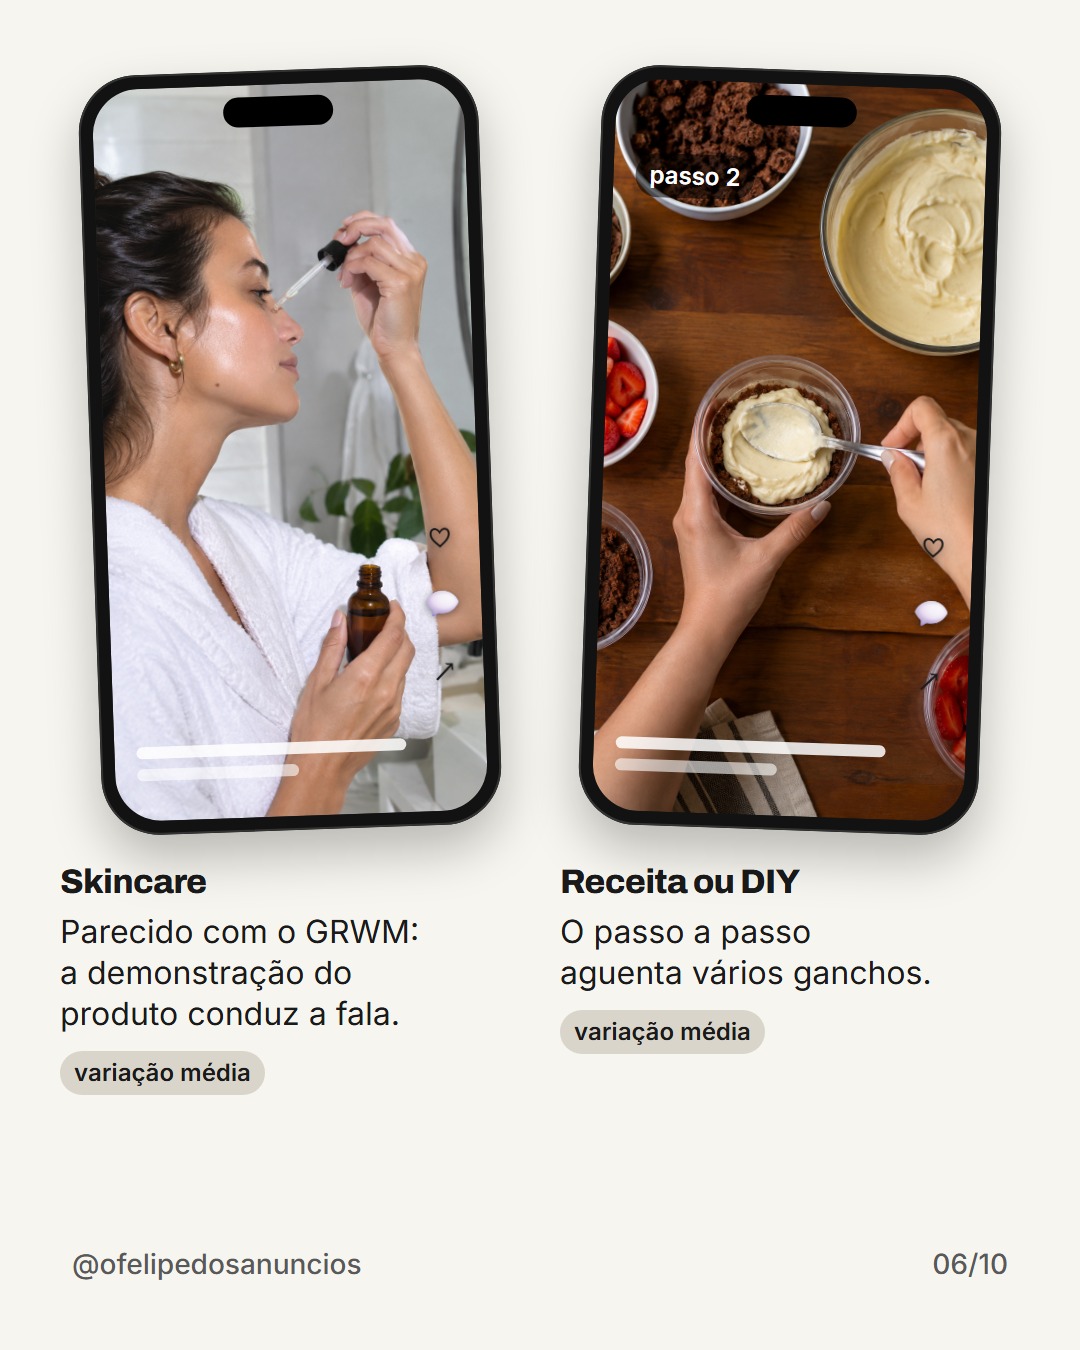 passo 2
Skincare
Parecido com o GRWM:
a demonstração do
produto conduz a fala.
variação média
Receita ou DIY
O passo a passo
aguenta vários ganchos.
variação média
@ofelipedosanuncios
06/10